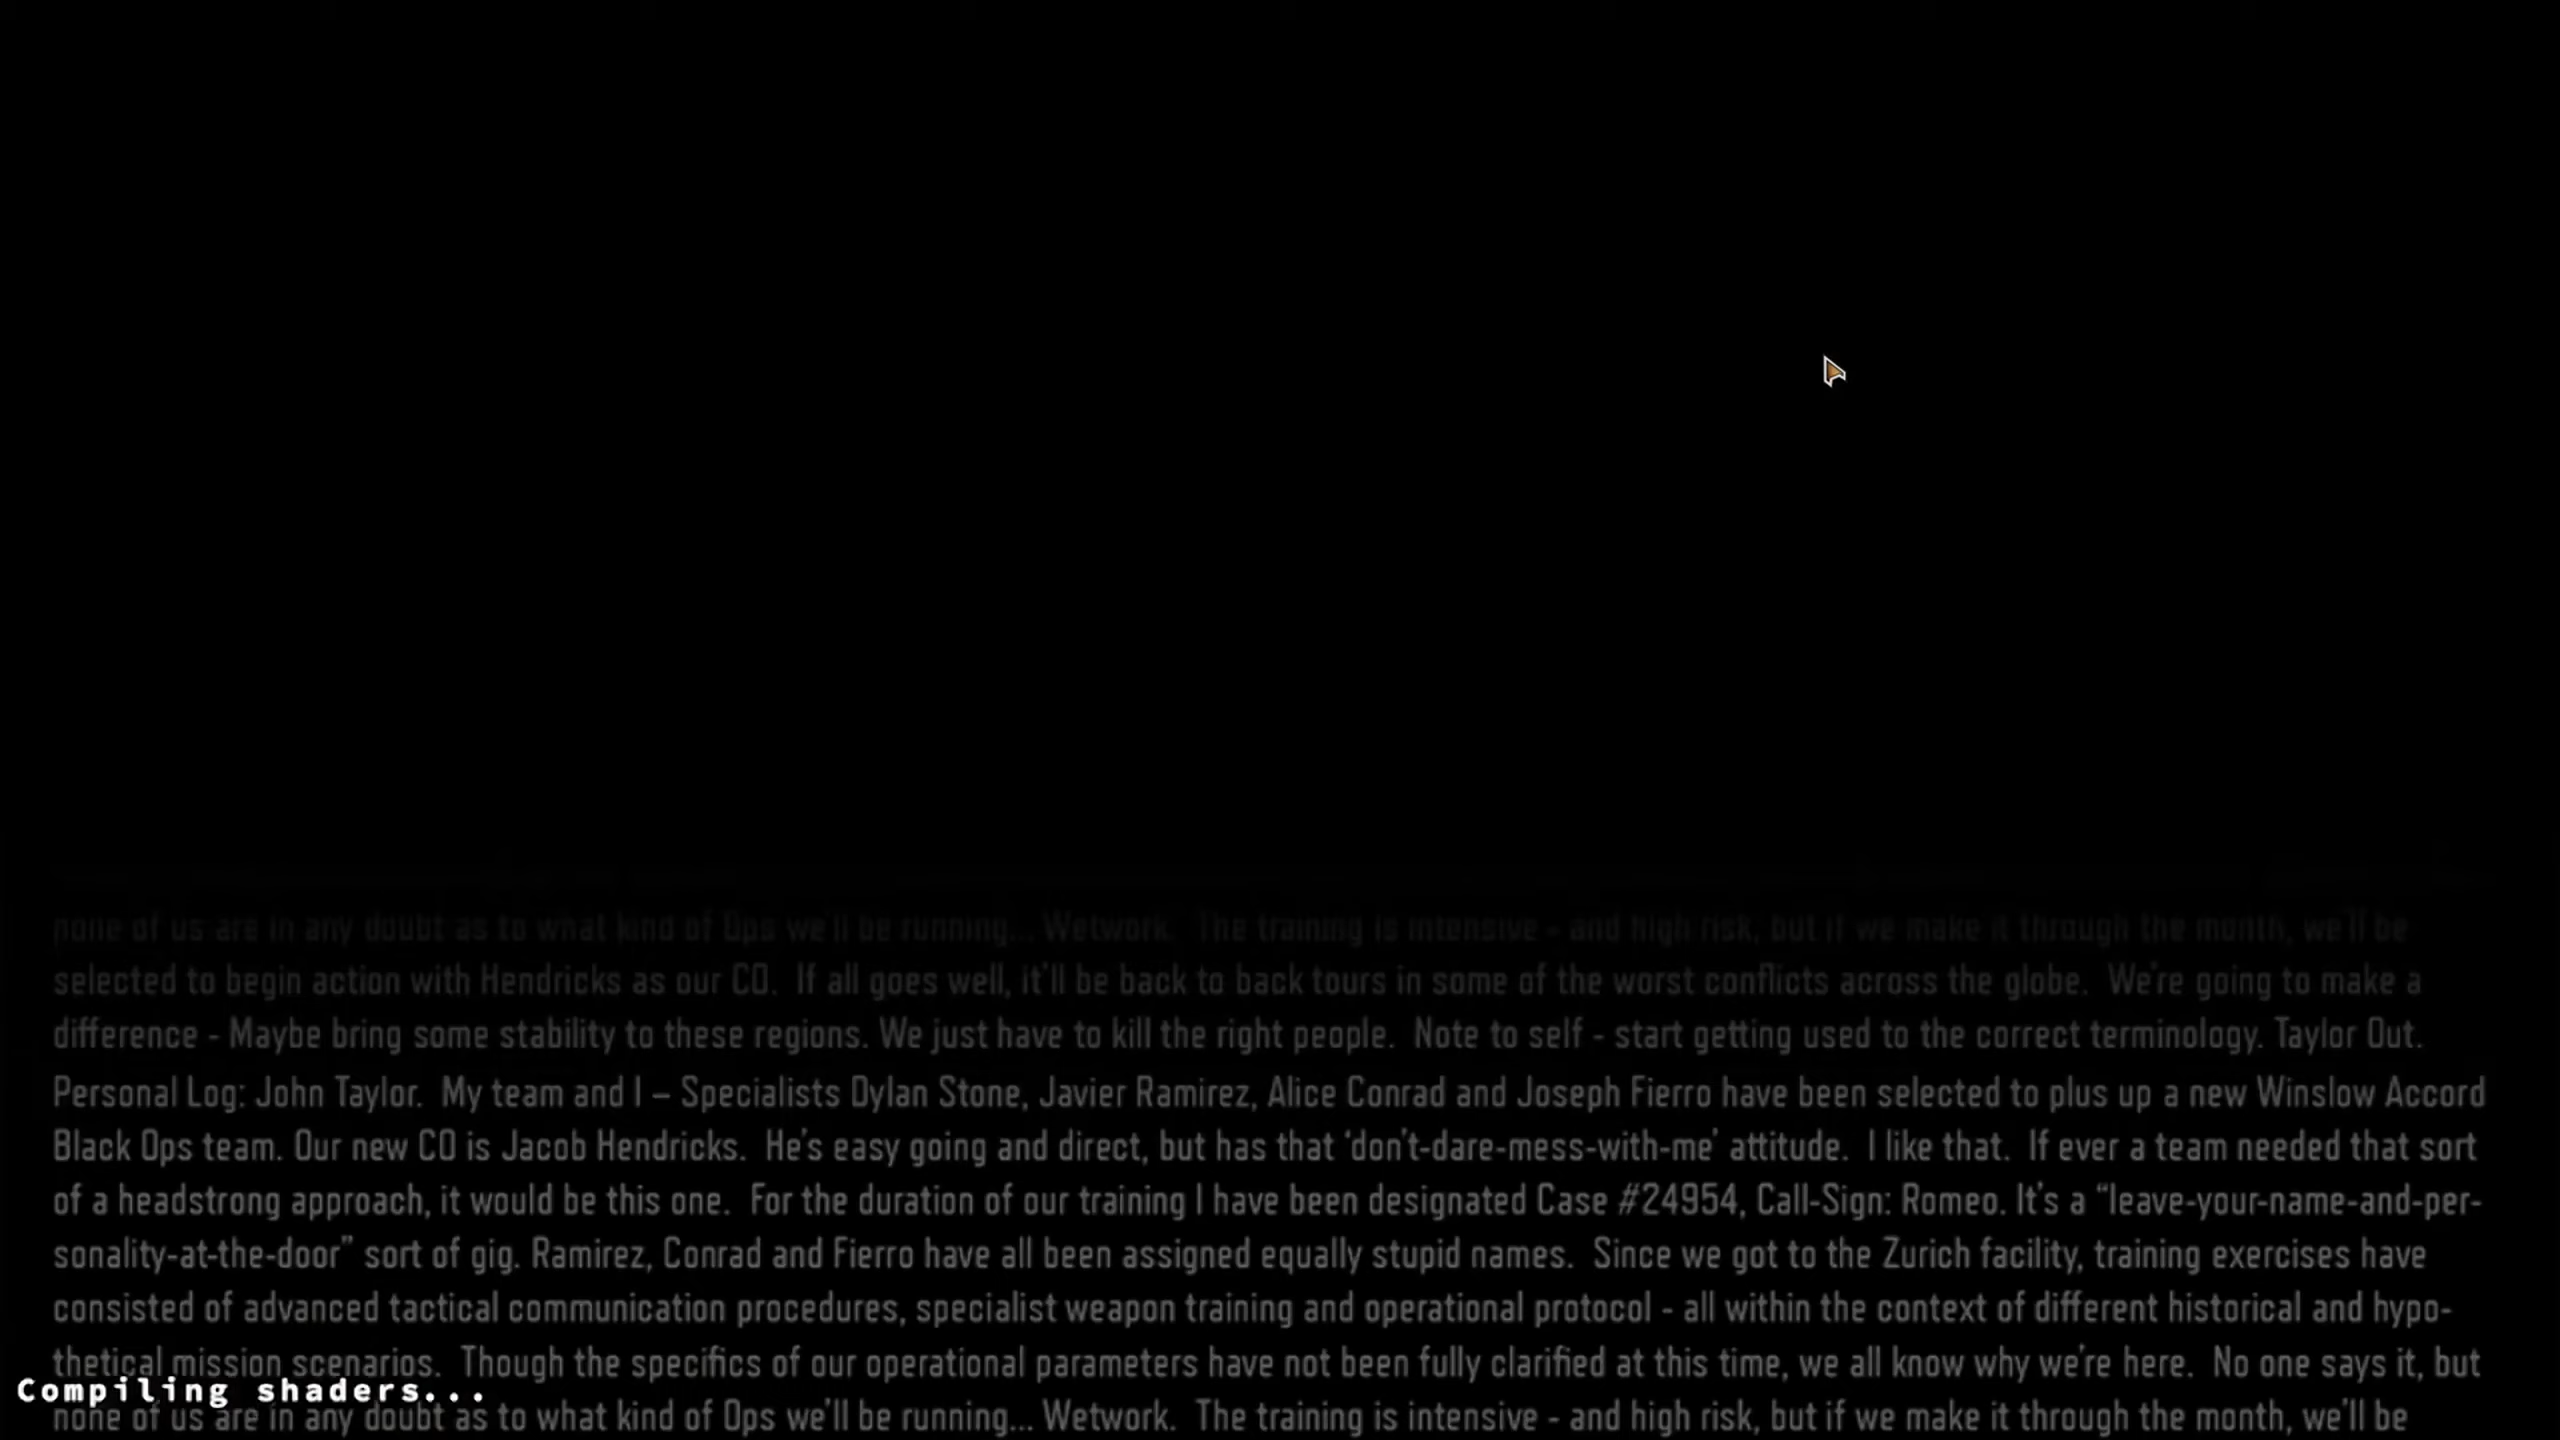 none of us are in any doubt as to what kind of Ops we'll be running... Wetwork.  The training is intensive - and high risk, but if we make it through the month, we'll be
selected to begin action with Hendricks as our CO.  If all goes well, it'll be back to back tours in some of the worst conflicts across the globe.  We're going to make a
difference - Maybe bring some stability to these regions. We just have to kill the right people.  Note to self - start getting used to the correct terminology. Taylor Out.
Personal Log: John Taylor.  My team and I – Specialists Dylan Stone, Javier Ramirez, Alice Conrad and Joseph Fierro have been selected to plus up a new Winslow Accord
Black Ops team. Our new CO is Jacob Hendricks.  He's easy going and direct, but has that ‘don't-dare-mess-with-me’ attitude.  I like that.  If ever a team needed that sort
of a headstrong approach, it would be this one.  For the duration of our training I have been designated Case #24954, Call-Sign: Romeo. It's a “leave-your-name-and-per-
sonality-at-the-door” sort of gig. Ramirez, Conrad and Fierro have all been assigned equally stupid names.  Since we got to the Zurich facility, training exercises have
consisted of advanced tactical communication procedures, specialist weapon training and operational protocol - all within the context of different historical and hypo-
thetical mission scenarios.  Though the specifics of our operational parameters have not been fully clarified at this time, we all know why we're here.  No one says it, but
Compiling shaders...
none of us are in any doubt as to what kind of Ops we'll be running... Wetwork.  The training is intensive - and high risk, but if we make it through the month, we'll be